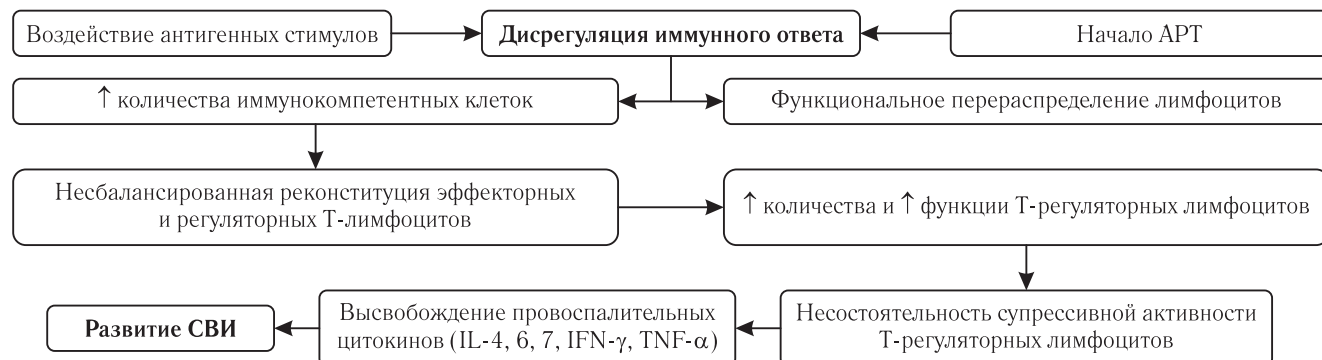 Воздействие антигенных стимулов
Дисрегуляция иммунного ответа
Начало АРТ
↑ количества иммунокомпетентных клеток
Функциональное перераспределение лимфоцитов
Несбалансированная реконституция эффекторных
и регуляторных Т-лимфоцитов
↑ количества и ↑ функции Т-регуляторных лимфоцитов
Развитие СВИ
Высвобождение провоспалительных
цитокинов (IL-4, 6, 7, IFN-γ, TNF-α)
Несостоятельность супрессивной активности
Т-регуляторных лимфоцитов